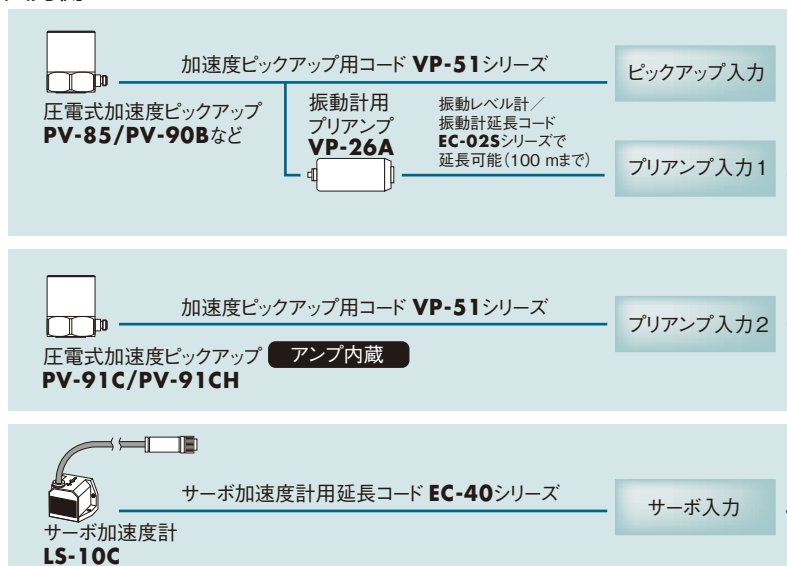 加速度ピックアップ用コード VP-51シリーズ
ピックアップ入力
圧電式加速度ピックアップ
PV-85/PV-90Bなど
振動計用
プリアンプ
VP-26A
振動レベル計／
振動計延長コード
EC-02Sシリーズで
延長可能（100 mまで）
プリアンプ入力1
加速度ピックアップ用コード VP-51シリーズ
プリアンプ入力2
圧電式加速度ピックアップ アンプ内蔵
PV-91C/PV-91CH
サーボ加速度計用延長コード EC-40シリーズ
サーボ入力
サーボ加速度計
LS-10C